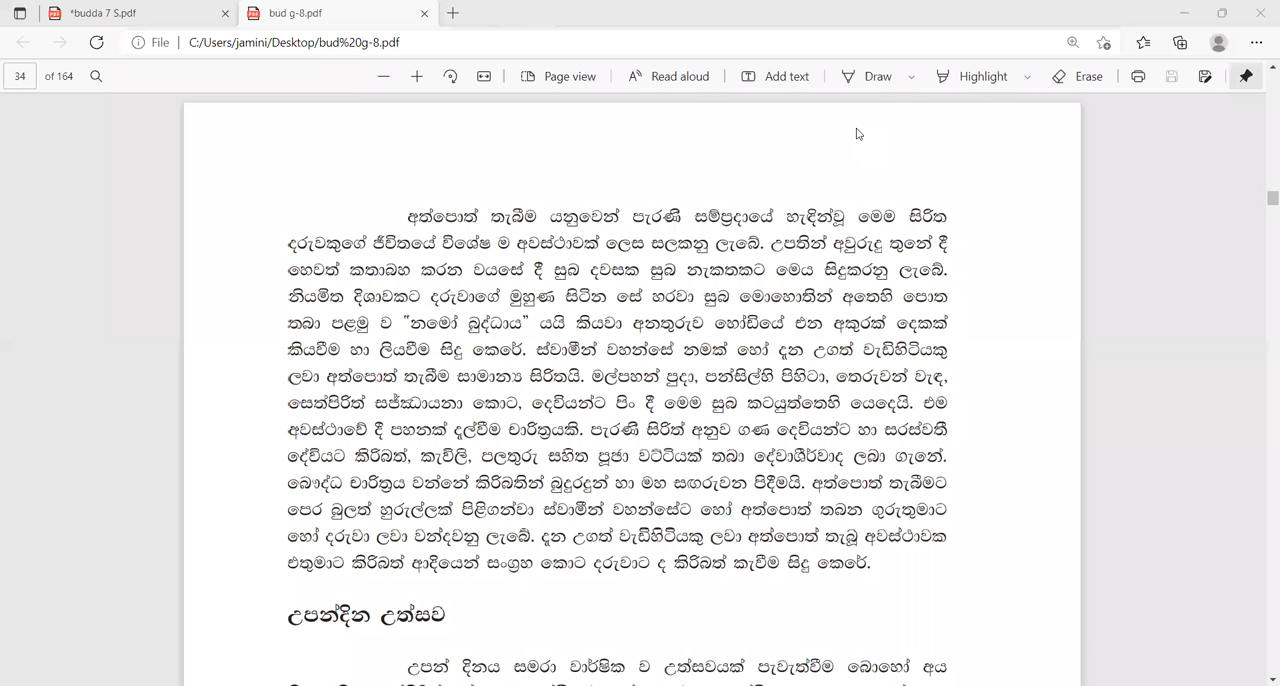 *budda 7 S.pdf
bud g-8.pdf
File C:/Users/jamini/Desktop/bud%20g-8.pdf
34 of 164 Page view Read aloud Add text Draw Highlight Erase
අත්පොත් තැබීම යනුවෙන් පැරණි සම්ප්‍රදායේ හැඳින්වූ මෙම සිරිත
දරුවකුගේ ජීවිතයේ විශේෂ ම අවස්ථාවක් ලෙස සලකනු ලැබේ. උපතින් අවුරුදු තුනේ දී
හෙවත් කතාබහ කරන වයසේ දී සුබ දවසක සුබ නැකතකට මෙය සිදුකරනු ලැබේ.
නියමිත දිශාවකට දරුවාගේ මුහුණ සිටින සේ හරවා සුබ මොහොතින් අතෙහි පොත
තබා පළමු ව “නමෝ බුද්ධාය” යයි කියවා අනතුරුව හෝඩියේ එන අකුරක් දෙකක්
කියවීම හා ලියවීම සිදු කෙරේ. ස්වාමීන් වහන්සේ නමක් හෝ දැන උගත් වැඩිහිටියකු
ලවා අත්පොත් තැබීම සාමාන්‍ය සිරිතයි. මල්පහන් පුදා, පන්සිල්හි පිහිටා, තෙරුවන් වැඳ,
සෙත්පිරිත් සජ්ඣායනා කොට, දෙවියන්ට පිං දී මෙම සුබ කටයුත්තෙහි යෙදෙයි. එම
අවස්ථාවේ දී පහනක් දැල්වීම චාරිත්‍රයකි. පැරණි සිරිත් අනුව ගණ දෙවියන්ට හා සරස්වතී
දේවියට කිරිබත්, කැවිලි, පලතුරු සහිත පූජා වට්ටියක් තබා දේවාශීර්වාද ලබා ගැනේ.
බෞද්ධ චාරිත්‍රය වන්නේ කිරිබතින් බුදුරදුන් හා මහ සඟරුවන පිදීමයි. අත්පොත් තැබීමට
පෙර බුලත් හුරුල්ලක් පිළිගන්වා ස්වාමීන් වහන්සේට හෝ අත්පොත් තබන ගුරුතුමාට
හෝ දරුවා ලවා වන්දවනු ලැබේ. දැන උගත් වැඩිහිටියකු ලවා අත්පොත් තැබූ අවස්ථාවක
එතුමාට කිරිබත් ආදියෙන් සංග්‍රහ කොට දරුවාට ද කිරිබත් කැවීම සිදු කෙරේ.
උපන්දින උත්සව
උපන් දිනය සමරා වාර්ෂික ව උත්සවයක් පැවැත්වීම බොහෝ අය